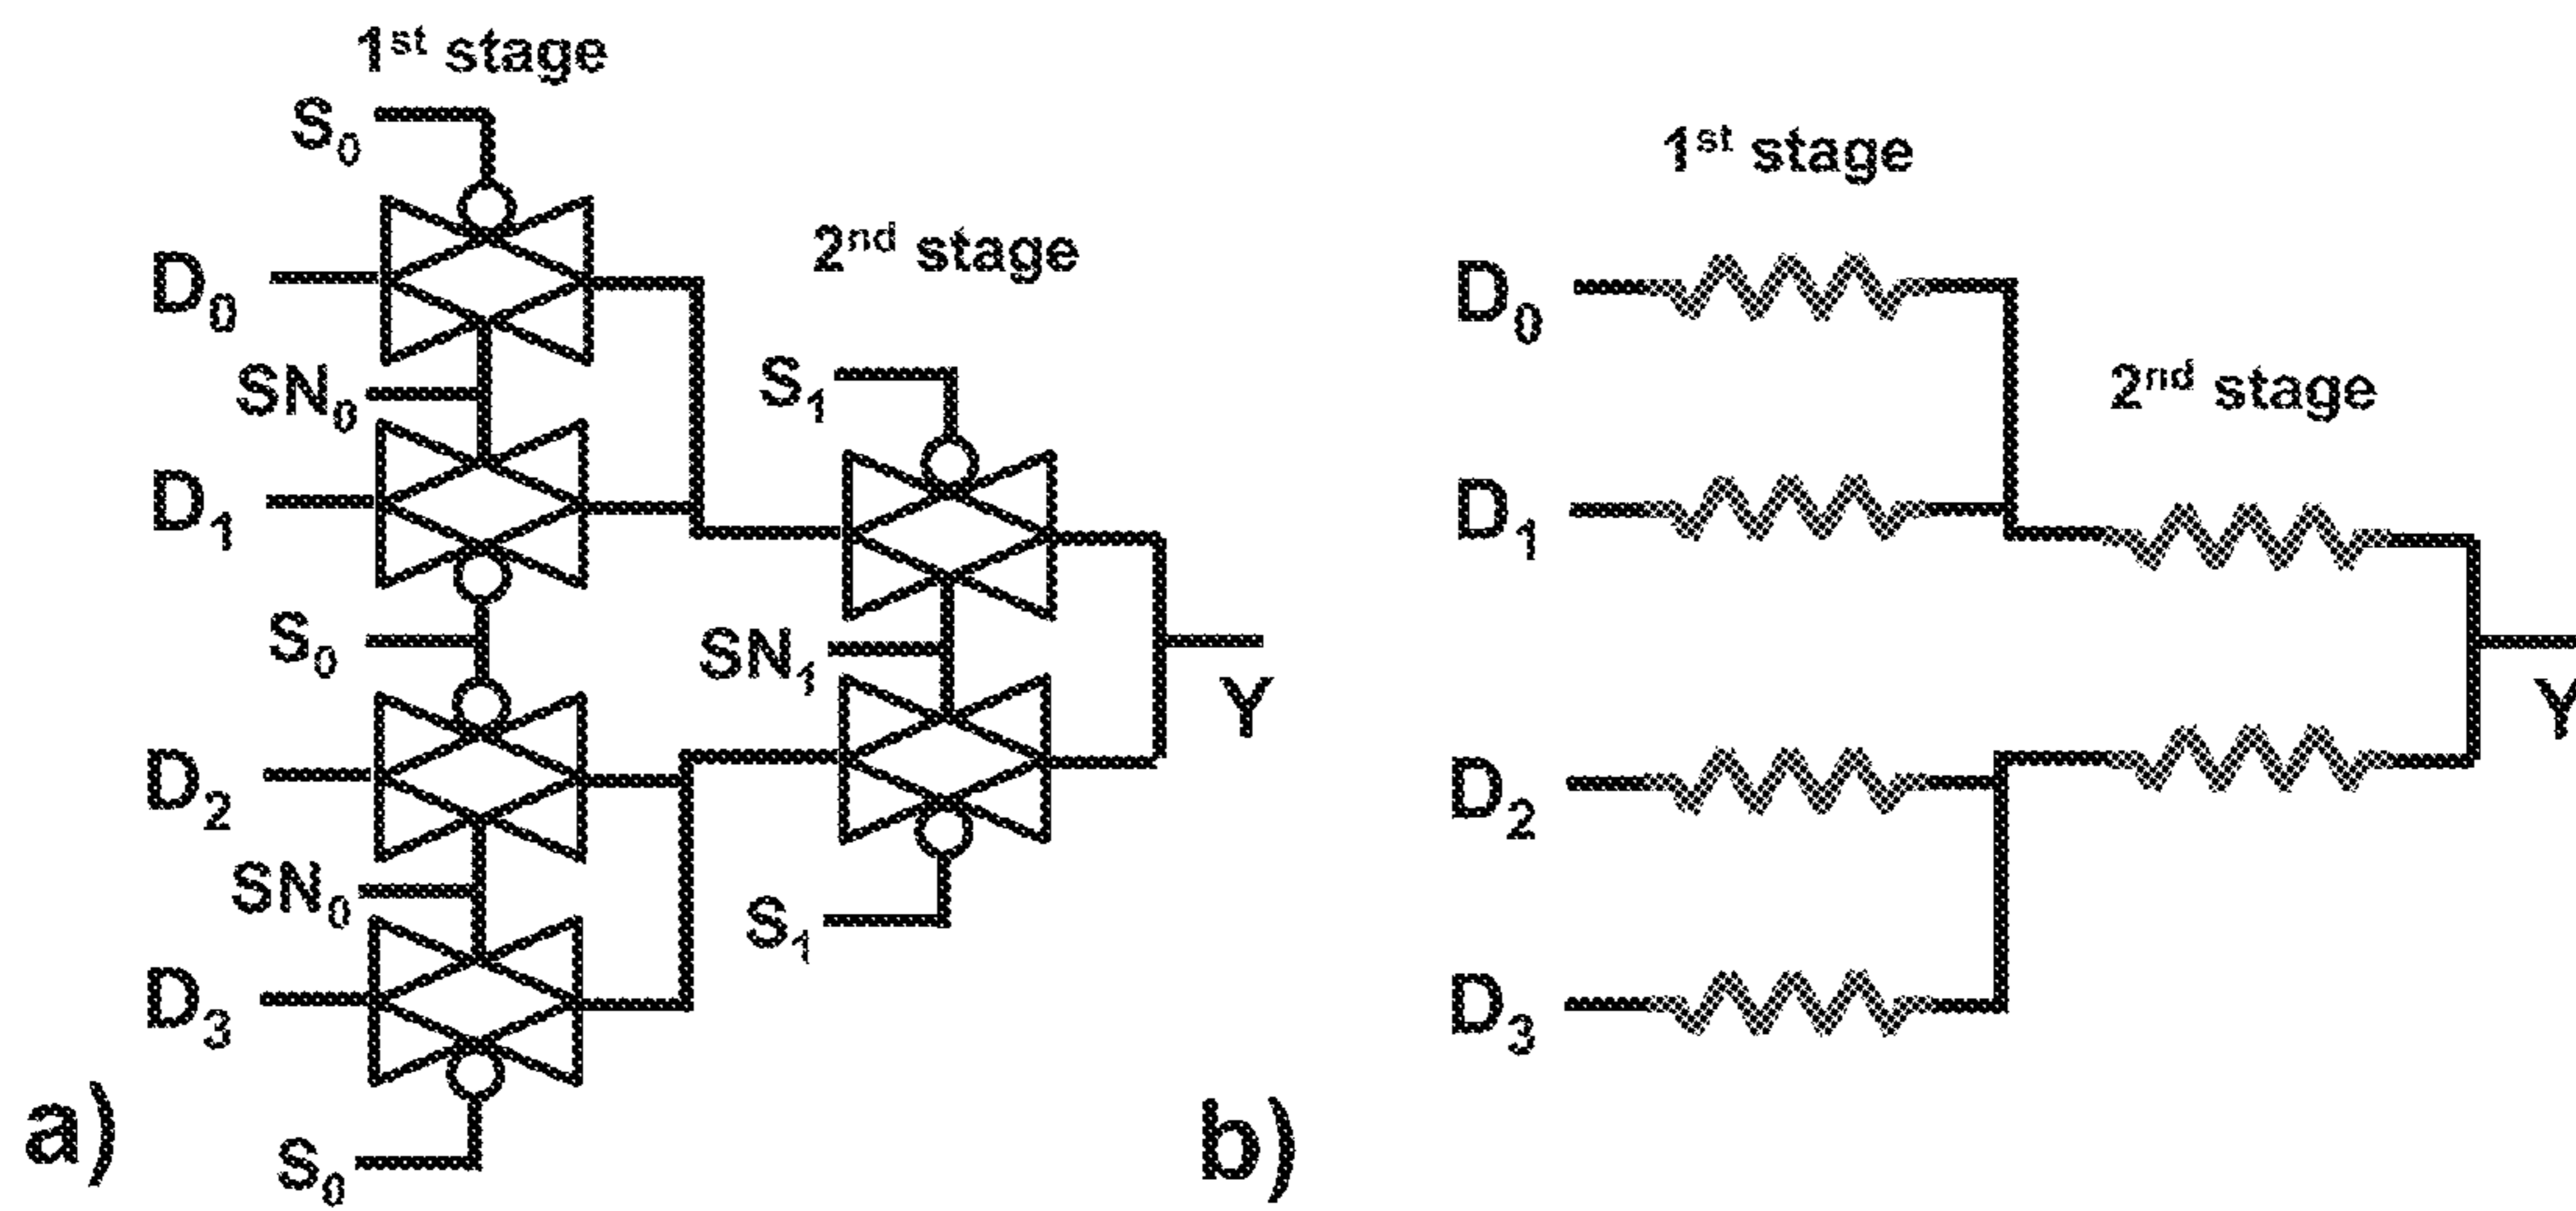 1st stage
S0
D0
2nd stage
SN0
S1
D1
S0
SN1
Y
D2
SN0
S1
D3
a)
S0
1st stage
D0
2nd stage
D1
Y
D2
D3
b)